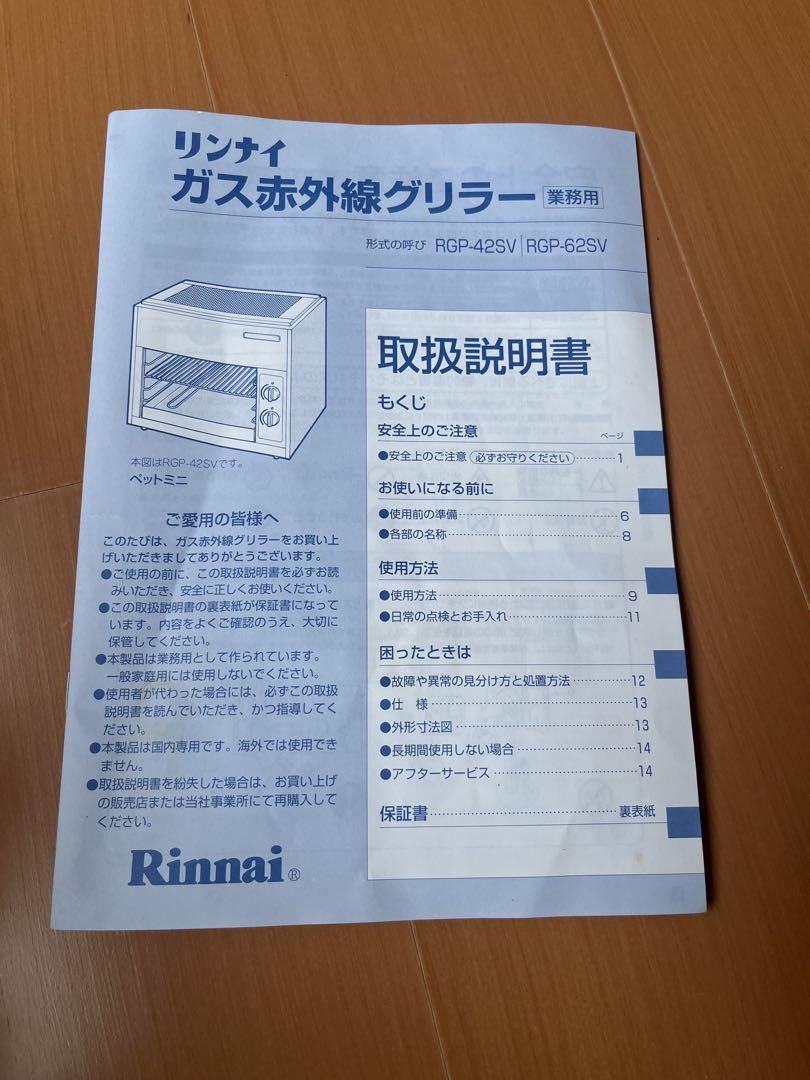 リンナイ
ガス赤外線グリラー 業務用
形式の呼び RGP-42SV RGP-62SV
本図はRGP-42SVです。
ペットミニ
ご愛用の皆様へ
このたびは、ガス赤外線グリラーをお買い上
げいただきましてありがとうございます。
●ご使用の前に、この取扱説明書を必ずお読
みいただき、安全に正しくお使いください。
●この取扱説明書の裏表紙が保証書になって
います。内容をよくご確認のうえ、大切に
保管してください。
●本製品は業務用として作られています。
一般家庭用には使用しないでください。
●使用者が代わった場合には、必ずこの取扱
説明書を読んでいただき、かつ指導してく
ださい。
●本製品は国内専用です。海外では使用でき
ません。
●取扱説明書を紛失した場合は、お買い上げ
の販売店または当社事業所にて再購入して
ください。
Rinnai®
取扱説明書
もくじ
安全上のご注意 ページ
●安全上のご注意 必ずお守りください ………… 1
お使いになる前に
●使用前の準備 ………………………… 6
●各部の名称 …………………………… 8
使用方法
●使用方法 ……………………………… 9
●日常の点検とお手入れ ……………… 11
困ったときは
●故障や異常の見分け方と処置方法 ……… 12
●仕 様 ………………………………… 13
●外形寸法図 …………………………… 13
●長期間使用しない場合 ……………… 14
●アフターサービス …………………… 14
保証書 ………………………………… 裏表紙